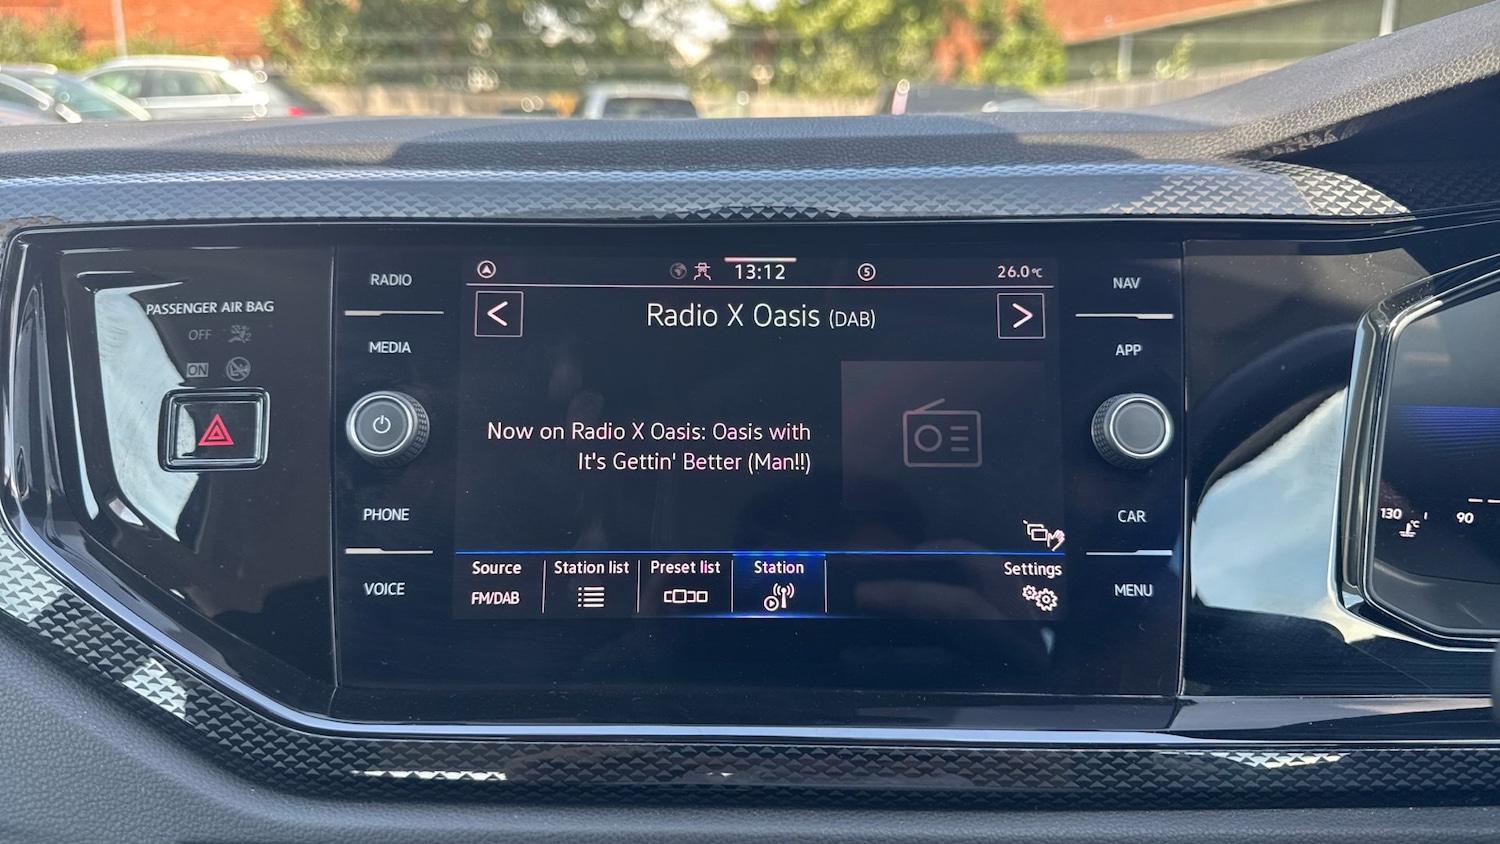 PASSENGER AIR BAG
OFF
ON
RADIO
MEDIA
PHONE
VOICE
13:12
5
26.0°C
<
Radio X Oasis (DAB)
>
Now on Radio X Oasis: Oasis with
It's Gettin' Better (Man!!)
Source
FM/DAB
Station list
Preset list
Station
Settings
NAV
APP
CAR
MENU
130
°C
90